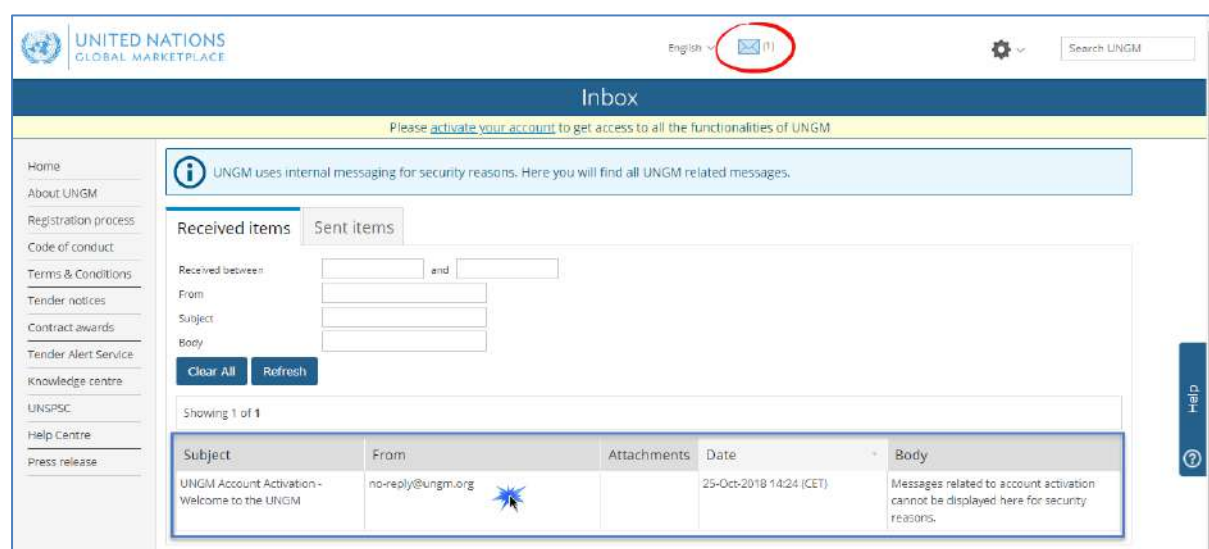 UNITED NATIONS
GLOBAL MARKETPLACE
English
(1)
Search UNGM
Inbox
Please activate your account to get access to all the functionalities of UNGM
Home
About UNGM
Registration process
Code of conduct
Terms & Conditions
Tender notices
Contract awards
Tender Alert Service
Knowledge centre
UNSPSC
Help Centre
Press release
UNGM uses internal messaging for security reasons. Here you will find all UNGM related messages.
Received items Sent items
Received between and
From
Subject
Body
Clear All Refresh
Showing 1 of 1
Subject From Attachments Date Body
UNGM Account Activation - no-reply@ungm.org 25-Oct-2018 14:24 (CET) Messages related to account activation
Welcome to the UNGM cannot be displayed here for security
reasons.
Help